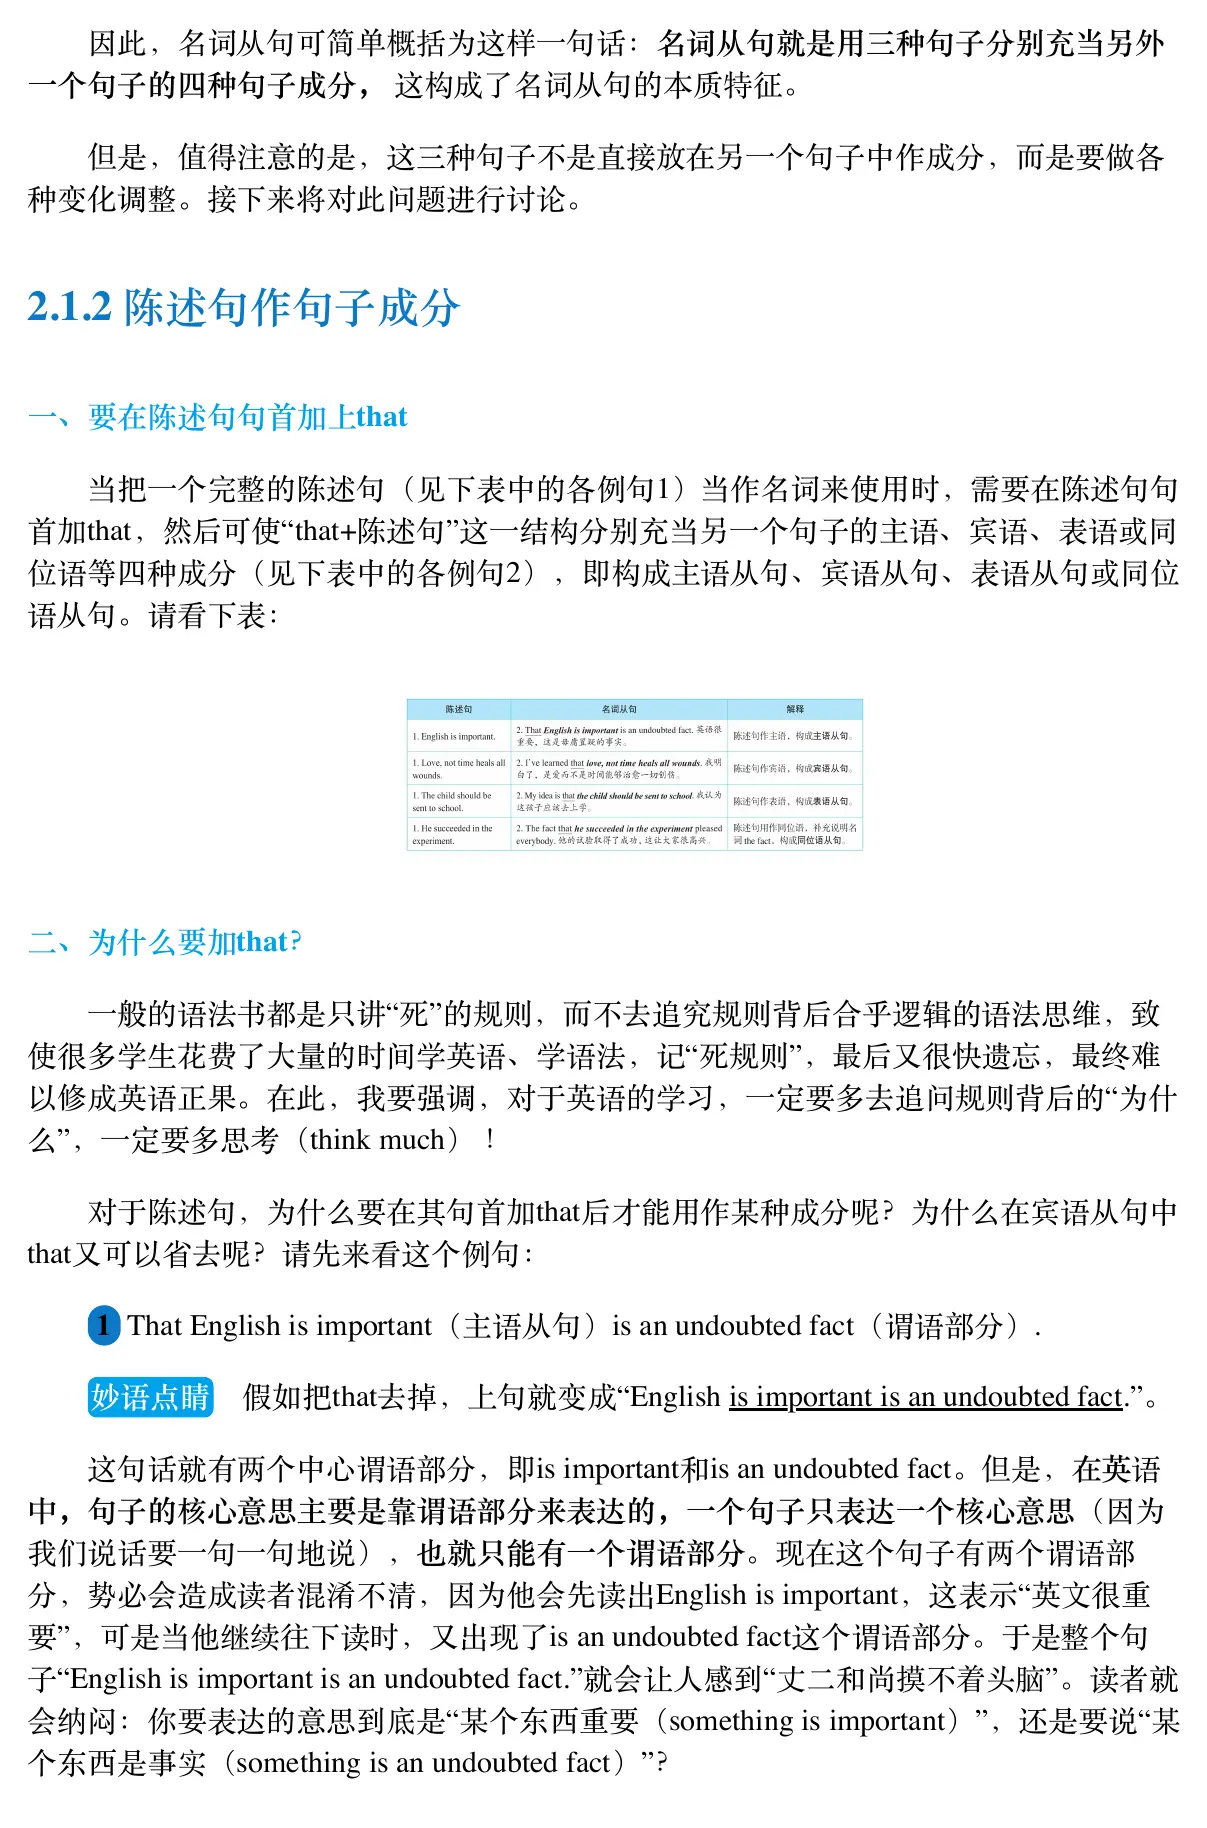 因此，名词从句可简单概括为这样一句话：名词从句就是用三种句子分别充当另外
一个句子的四种句子成分， 这构成了名词从句的本质特征。
但是，值得注意的是，这三种句子不是直接放在另一个句子中作成分，而是要做各
种变化调整。接下来将对此问题进行讨论。
2.1.2 陈述句作句子成分
一、要在陈述句句首加上that
当把一个完整的陈述句（见下表中的各例句1）当作名词来使用时，需要在陈述句句
首加that，然后可使“that+陈述句”这一结构分别充当另一个句子的主语、宾语、表语或同
位语等四种成分（见下表中的各例句2），即构成主语从句、宾语从句、表语从句或同位
语从句。请看下表：
陈述句 名词从句 解释
1. English is important.
2. That English is important is an undoubted fact. 英语很
重要，这是毋庸置疑的事实。
陈述句作主语，构成主语从句。
1. Love, not time heals all
wounds.
2. I've learned that love, not time heals all wounds. 我明
白了，是爱而不是时间能够治愈一切创伤。
陈述句作宾语，构成宾语从句。
1. The child should be
sent to school.
2. My idea is that the child should be sent to school. 我认为
这孩子应该去上学。
陈述句作表语，构成表语从句。
1. He succeeded in the
experiment.
2. The fact that he succeeded in the experiment pleased
everybody. 他的试验取得了成功，这让大家很高兴。
陈述句用作同位语，补充说明名
词 the fact，构成同位语从句。
二、为什么要加that？
一般的语法书都是只讲“死”的规则，而不去追究规则背后合乎逻辑的语法思维，致
使很多学生花费了大量的时间学英语、学语法，记“死规则”，最后又很快遗忘，最终难
以修成英语正果。在此，我要强调，对于英语的学习，一定要多去追问规则背后的“为什
么”，一定要多思考（think much）！
对于陈述句，为什么要在其句首加that后才能用作某种成分呢？为什么在宾语从句中
that又可以省去呢？请先来看这个例句：
1 That English is important（主语从句）is an undoubted fact（谓语部分）.
妙语点睛 假如把that去掉，上句就变成“English is important is an undoubted fact.”。
这句话就有两个中心谓语部分，即is important和is an undoubted fact。但是，在英语
中，句子的核心意思主要是靠谓语部分来表达的，一个句子只表达一个核心意思（因为
我们说话要一句一句地说），也就只能有一个谓语部分。现在这个句子有两个谓语部
分，势必会造成读者混淆不清，因为他会先读出English is important，这表示“英文很重
要”，可是当他继续往下读时，又出现了is an undoubted fact这个谓语部分。于是整个句
子“English is important is an undoubted fact.”就会让人感到“丈二和尚摸不着头脑”。读者就
会纳闷：你要表达的意思到底是“某个东西重要（something is important）”，还是要说“某
个东西是事实（something is an undoubted fact）”？